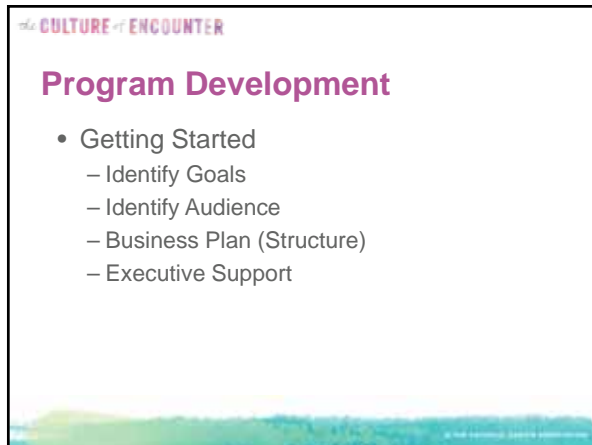 the CULTURE of ENCOUNTER
Program Development
• Getting Started
– Identify Goals
– Identify Audience
– Business Plan (Structure)
– Executive Support